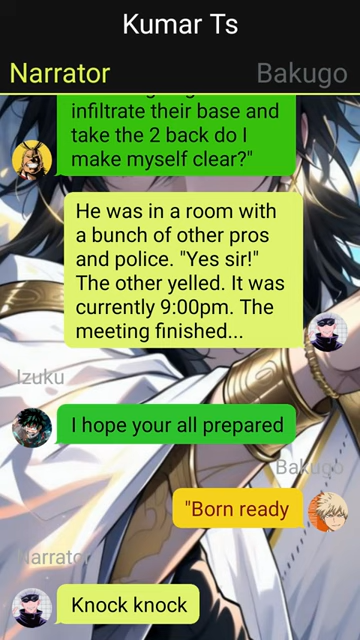 Kumar Ts
Narrator
Bakugo
infiltrate their base and
take the 2 back do I
make myself clear?"
He was in a room with
a bunch of other pros
and police. "Yes sir!"
The other yelled. It was
currently 9:00pm. The
meeting finished...
Izuku
I hope your all prepared
Bakugo
"Born ready
Narrator
Knock knock